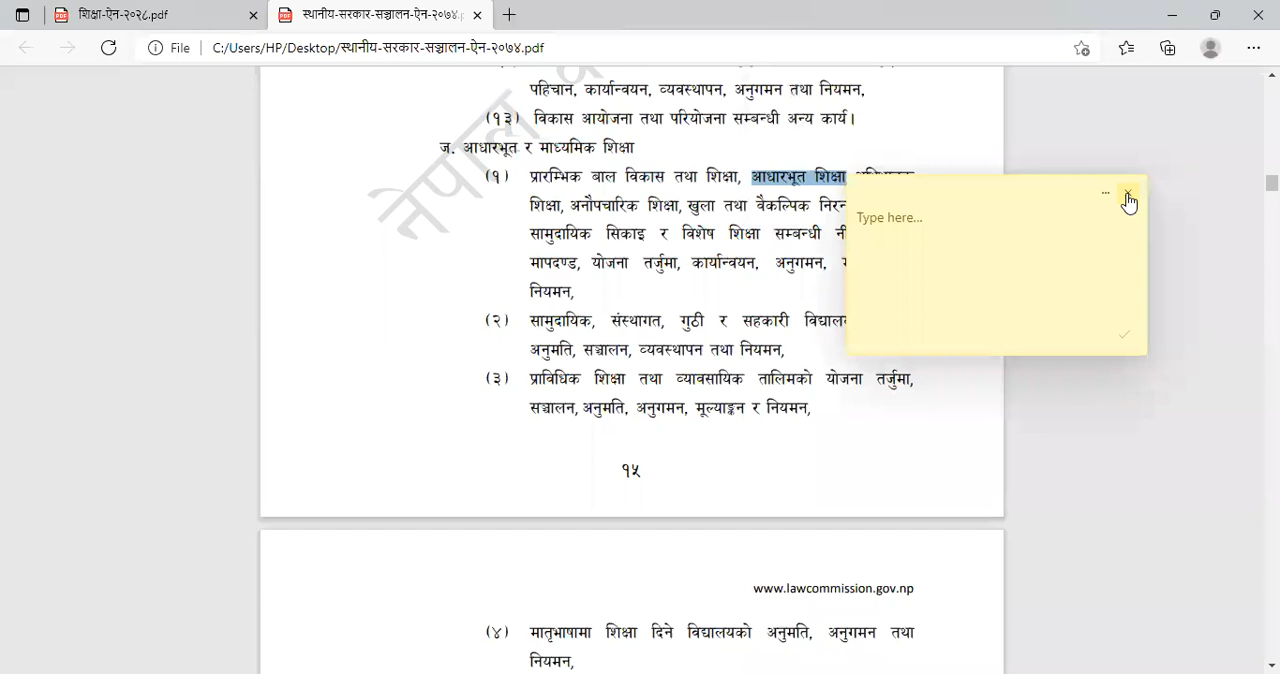 शिक्षा-ऐन-२०२८.pdf
स्थानीय-सरकार-सञ्चालन-ऐन-२०७४.
File C:/Users/HP/Desktop/स्थानीय-सरकार-सञ्चालन-ऐन-२०७४.pdf
पहिचान, कार्यान्वयन, व्यवस्थापन, अनुगमन तथा नियमन,
(१३) विकास आयोजना तथा परियोजना सम्बन्धी अन्य कार्य।
ज. आधारभूत र माध्यमिक शिक्षा
(१) प्रारम्भिक बाल विकास तथा शिक्षा, आधारभूत शिक्षा
शिक्षा, अनौपचारिक शिक्षा, खुला तथा वैकल्पिक
सामुदायिक सिकाइ र विशेष शिक्षा सम्बन्धी
मापदण्ड, योजना तर्जुमा, कार्यान्वयन, अनुगमन,
नियमन,
(२) सामुदायिक, संस्थागत, गुठी र सहकारी
अनुमति, सञ्चालन, व्यवस्थापन तथा नियमन,
(३) प्राविधिक शिक्षा तथा व्यावसायिक तालिमको योजना तर्जुमा,
सञ्चालन, अनुमति, अनुगमन, मूल्याङ्कन र नियमन,
१५
www.lawcommission.gov.np
(४) मातृभाषामा शिक्षा दिने विद्यालयको अनुमति, अनुगमन तथा
नियमन,
Type here...
नेपाल